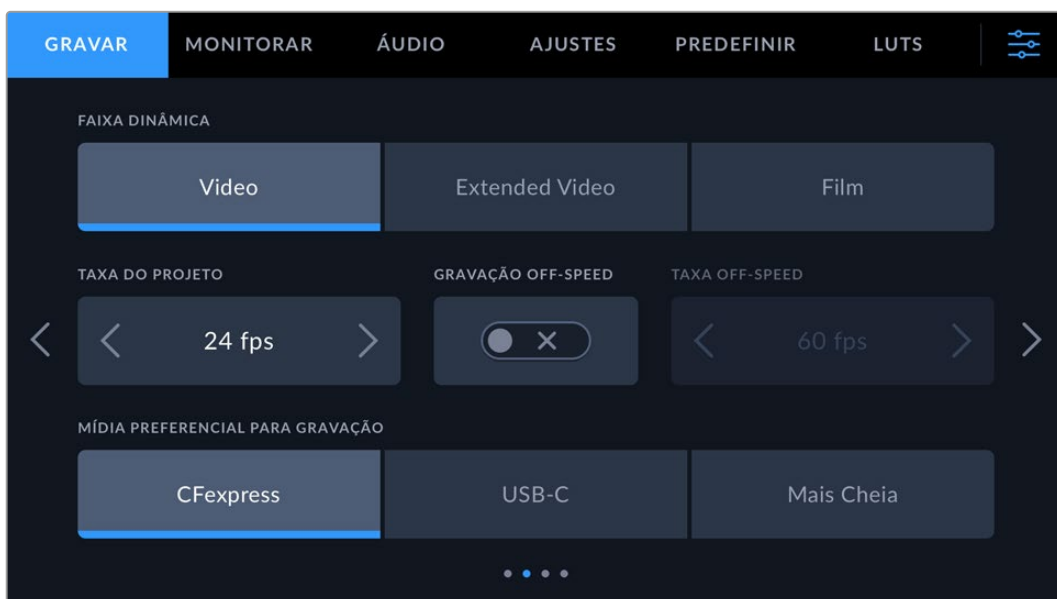 GRAVAR MONITORAR ÁUDIO AJUSTES PREDEFINIR LUTS
FAIXA DINÂMICA
Video Extended Video Film
TAXA DO PROJETO GRAVAÇÃO OFF-SPEED TAXA OFF-SPEED
24 fps 60 fps
MÍDIA PREFERENCIAL PARA GRAVAÇÃO
CFexpress USB-C Mais Cheia